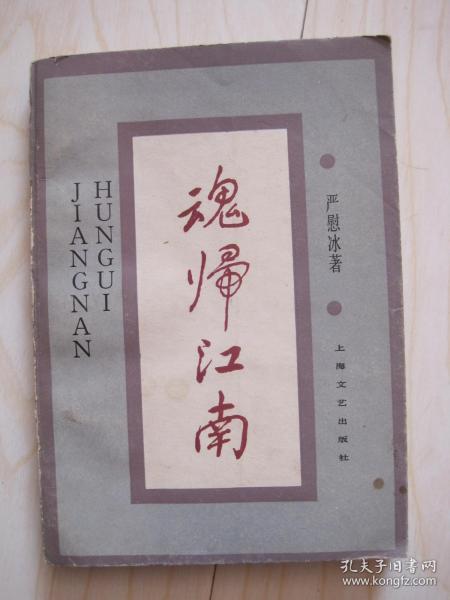 魂歸江南
HUNGUI
JIANGNAN
严慰冰著
上海文艺出版社
孔夫子旧书网
www.kongfz.com